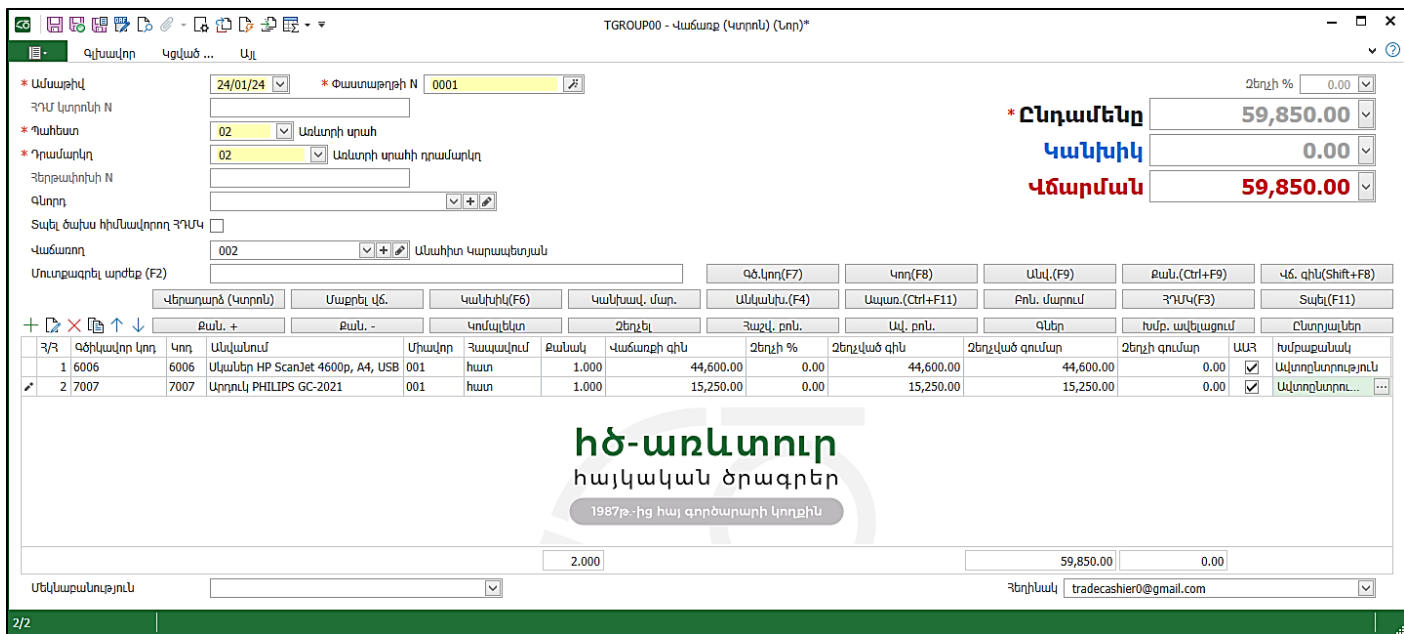 TGROUP00 - Վաճառք (Կտրոն) (Նոր)*
Գլխավոր Կցված ... Այլ
* Ամսաթիվ 24/01/24 * Փաստաթղթի N 0001 Զեղչի % 0.00
ՀԴՄ կտրոնի N
* Ընդամենը 59,850.00
* Պահեստ 02 Առևտրի սրահ
Կանխիկ 0.00
* Դրամարկղ 02 Առևտրի սրահի դրամարկղ
Հերթափոխի N
Վճարման 59,850.00
Գնորդ
Տպել ծախս հիմնավորող ՀԴՄԿ
Վաճառող 002 Անահիտ Կարապետյան
Մուտքագրել արժեք (F2) Գծ.կոդ(F7) Կոդ(F8) Անվ.(F9) Քան.(Ctrl+F9) Վճ. գին(Shift+F8)
Վերադարձ (Կտրոն) Մաքրել վճ. Կանխիկ(F6) Կանխավ. մար. Անկանխ.(F4) Ապառ.(Ctrl+F11) Բոն. մարում ՀԴՄԿ(F3) Տպել(F11)
Քան. + Քան. - Կոմպլեկտ Զեղչել Հաշվ. բոն. Ավ. բոն. Գներ Խմբ. ավելացում Ընտրյալներ
Հ/Հ Գծիկավոր կոդ Կոդ Անվանում Միավոր Հապավում Քանակ Վաճառքի գին Զեղչի % Զեղչված գին Զեղչված գումար Զեղչի գումար ԱԱՀ Խմբաքանակ
1 6006 6006 Սկաներ HP ScanJet 4600p, A4, USB 001 հատ 1.000 44,600.00 0.00 44,600.00 44,600.00 0.00 Ավտոընտրություն
2 7007 7007 Արդուկ PHILIPS GC-2021 001 հատ 1.000 15,250.00 0.00 15,250.00 15,250.00 0.00 Ավտոընտրու... ...
հծ-առևտուր
հայկական ծրագրեր
1987թ.-ից հայ գործարարի կողքին
2.000 59,850.00 0.00
Մեկնաբանություն Հեղինակ tradecashier0@gmail.com
2/2